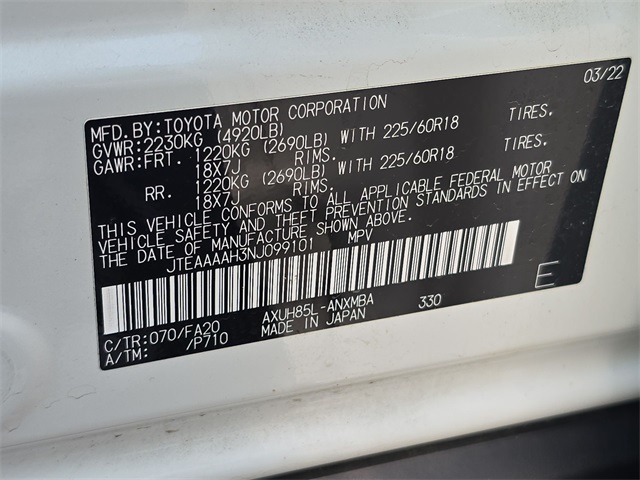 03/22
MFD.BY:TOYOTA MOTOR CORPORATION
GVWR:2230KG (4920LB)
GAWR:FRT. 1220KG (2690LB) WITH 225/60R18 TIRES.
18X7J RIMS.
RR. 1220KG (2690LB) WITH 225/60R18 TIRES.
18X7J RIMS.
THIS VEHICLE CONFORMS TO ALL APPLICABLE FEDERAL MOTOR
VEHICLE SAFETY AND THEFT PREVENTION STANDARDS IN EFFECT ON
THE DATE OF MANUFACTURE SHOWN ABOVE.
JTEAAAAH3NJ099101 MPV
E
C/TR:070/FA20 AXUH85L-ANXMBA 330
A/TM: /P710 MADE IN JAPAN